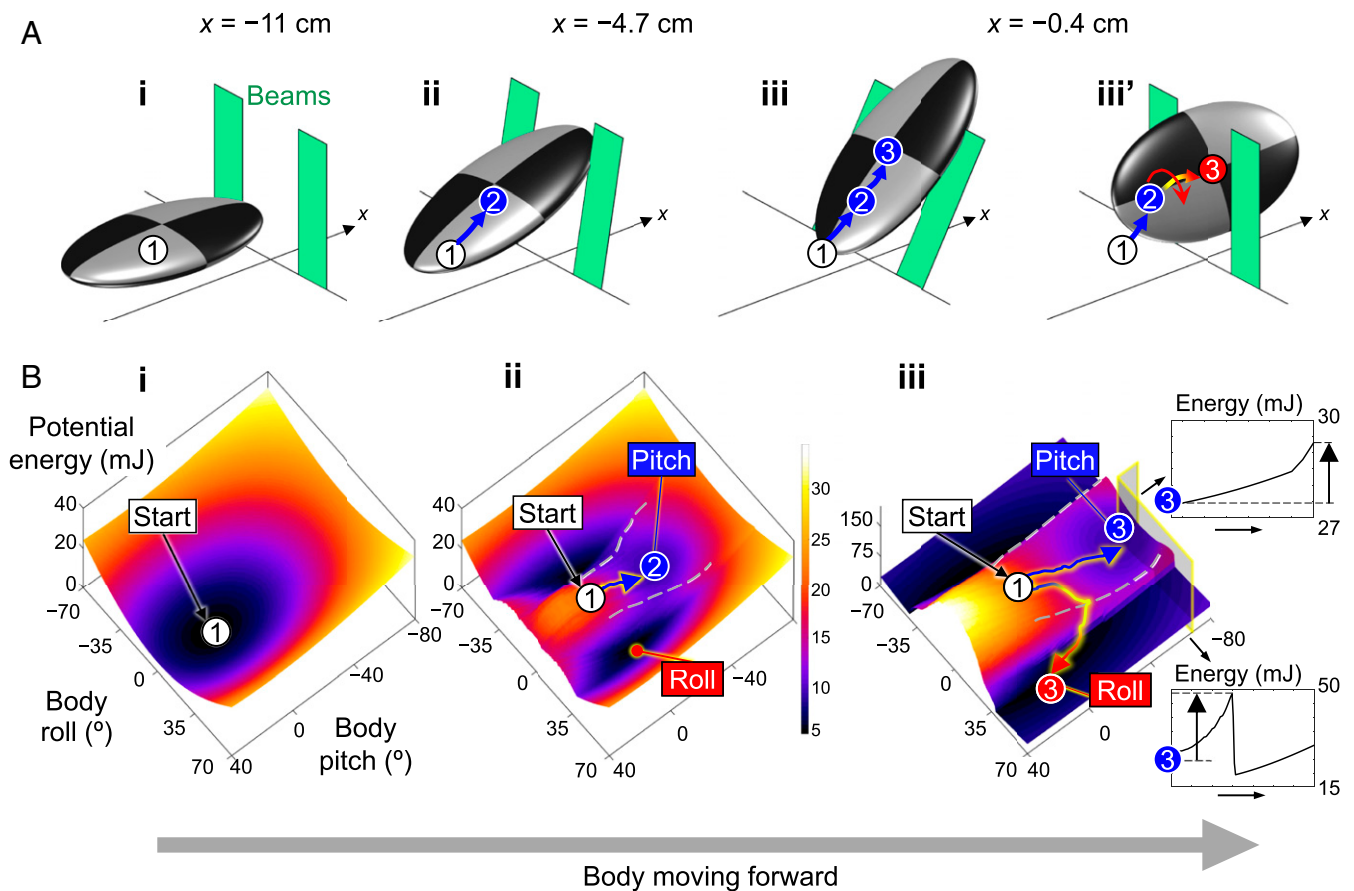 A
x = −11 cm
x = −4.7 cm
x = −0.4 cm
i
Beams
x
1
ii
x
1
2
iii
x
1
2
3
iii'
x
1
2
3
B
i
Potential
energy (mJ)
Start
1
40
20
0
−70
−35
0
35
70
40
0
−40
−80
Body
roll (º)
Body
pitch (º)
ii
Pitch
Start
1
2
Roll
40
20
0
−70
−35
0
35
70
40
0
−40
−80
30
25
20
15
10
5
iii
Pitch
Start
1
3
3
Roll
150
75
0
−70
−35
0
35
70
40
0
−80
Energy (mJ)
30
3
27
Energy (mJ)
50
3
15
Body moving forward